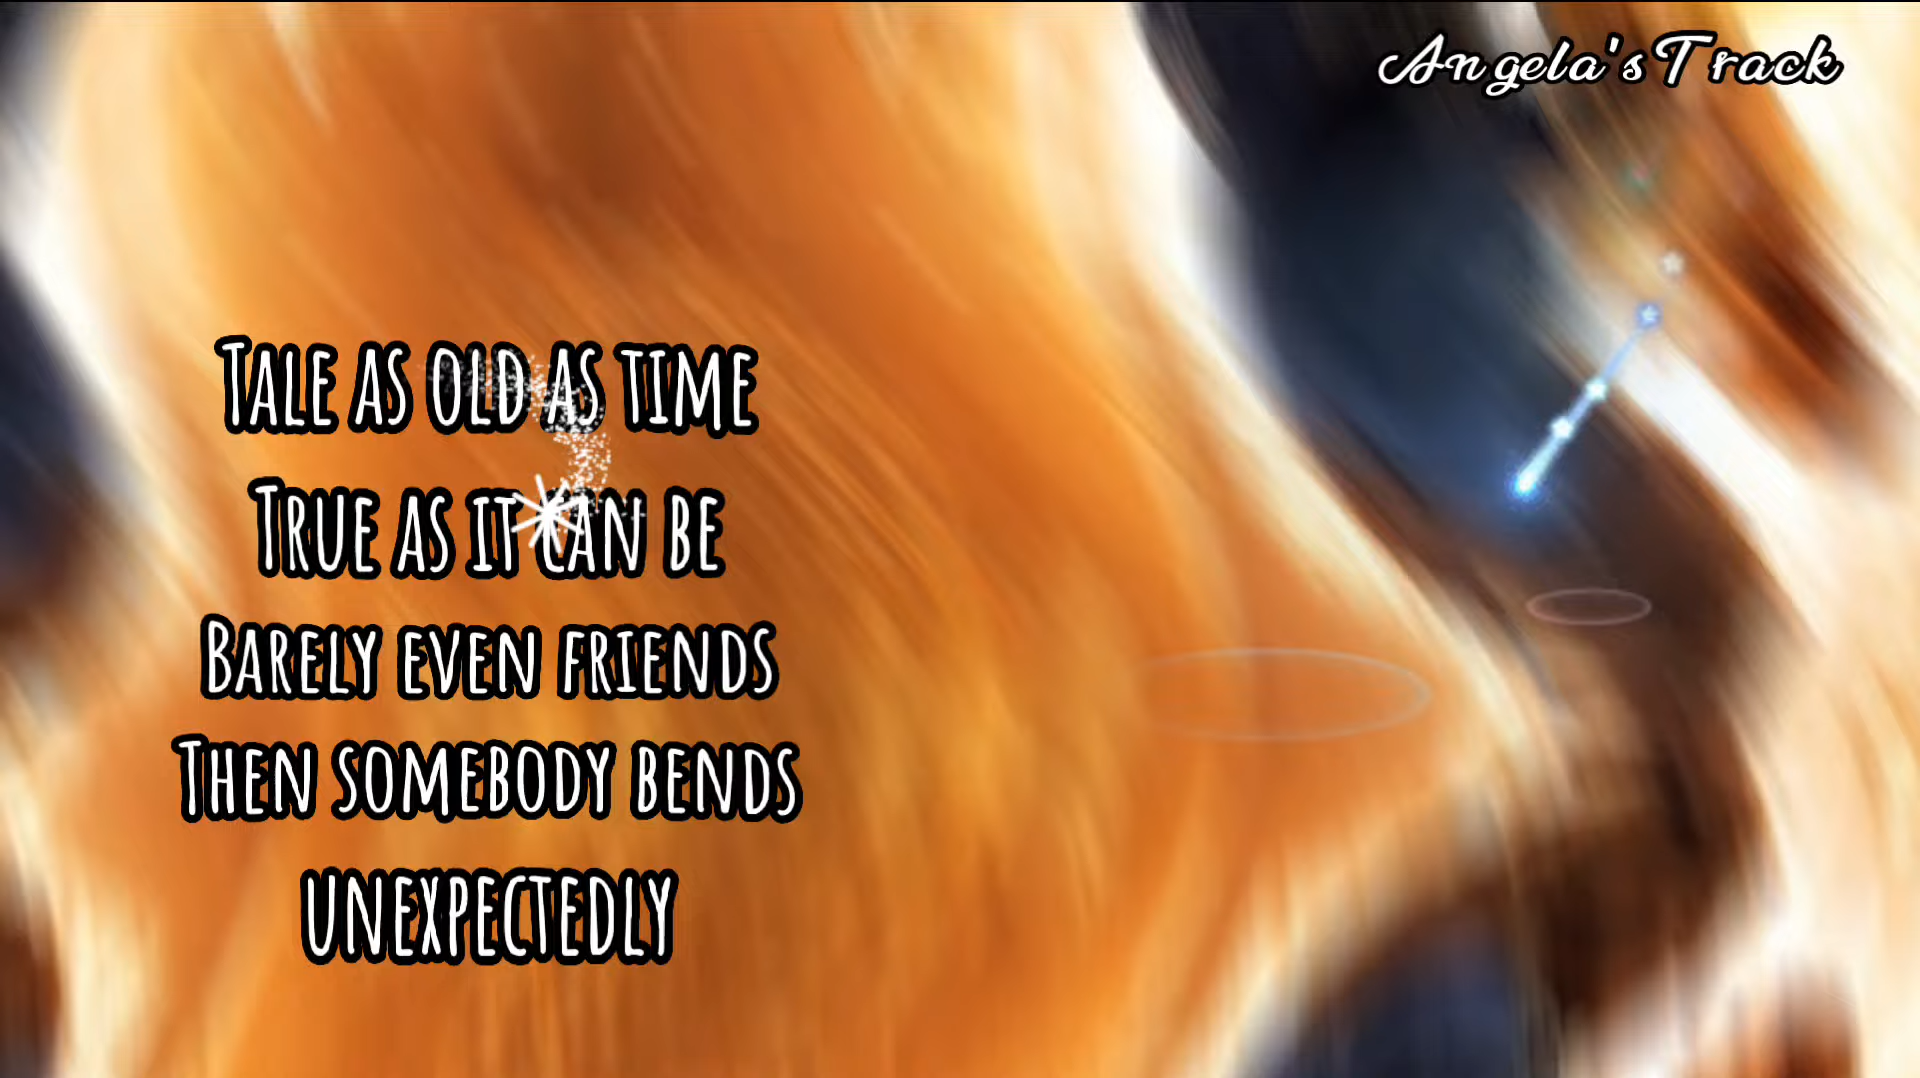 Angela's Track
Tale as old as time
True as it can be
Barely even friends
Then somebody bends
unexpectedly